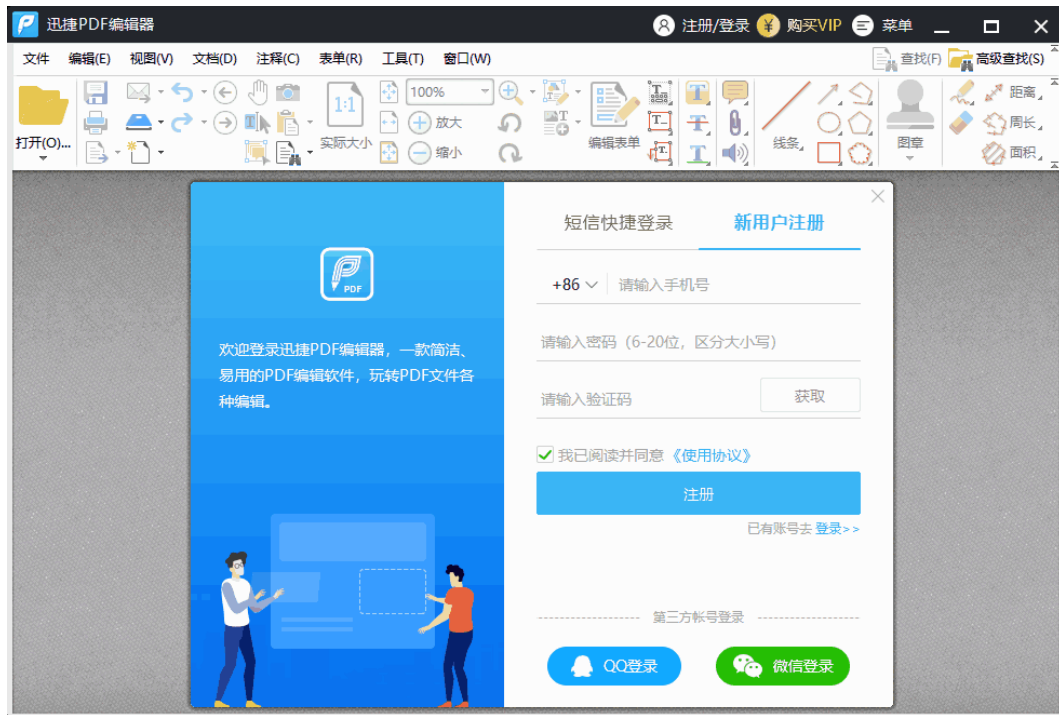 迅捷PDF编辑器
注册/登录 购买VIP 菜单
文件 编辑(E) 视图(V) 文档(D) 注释(C) 表单(R) 工具(T) 窗口(W)
查找(F) 高级查找(S)
打开(O)...
1:1
实际大小
100%
放大
缩小
编辑表单
线条
图章
距离
周长
面积
PDF
欢迎登录迅捷PDF编辑器，一款简洁、
易用的PDF编辑软件，玩转PDF文件各
种编辑。
短信快捷登录 新用户注册
+86 请输入手机号
请输入密码（6-20位，区分大小写）
请输入验证码 获取
我已阅读并同意《使用协议》
注册
已有账号去 登录>>
第三方帐号登录
QQ登录 微信登录